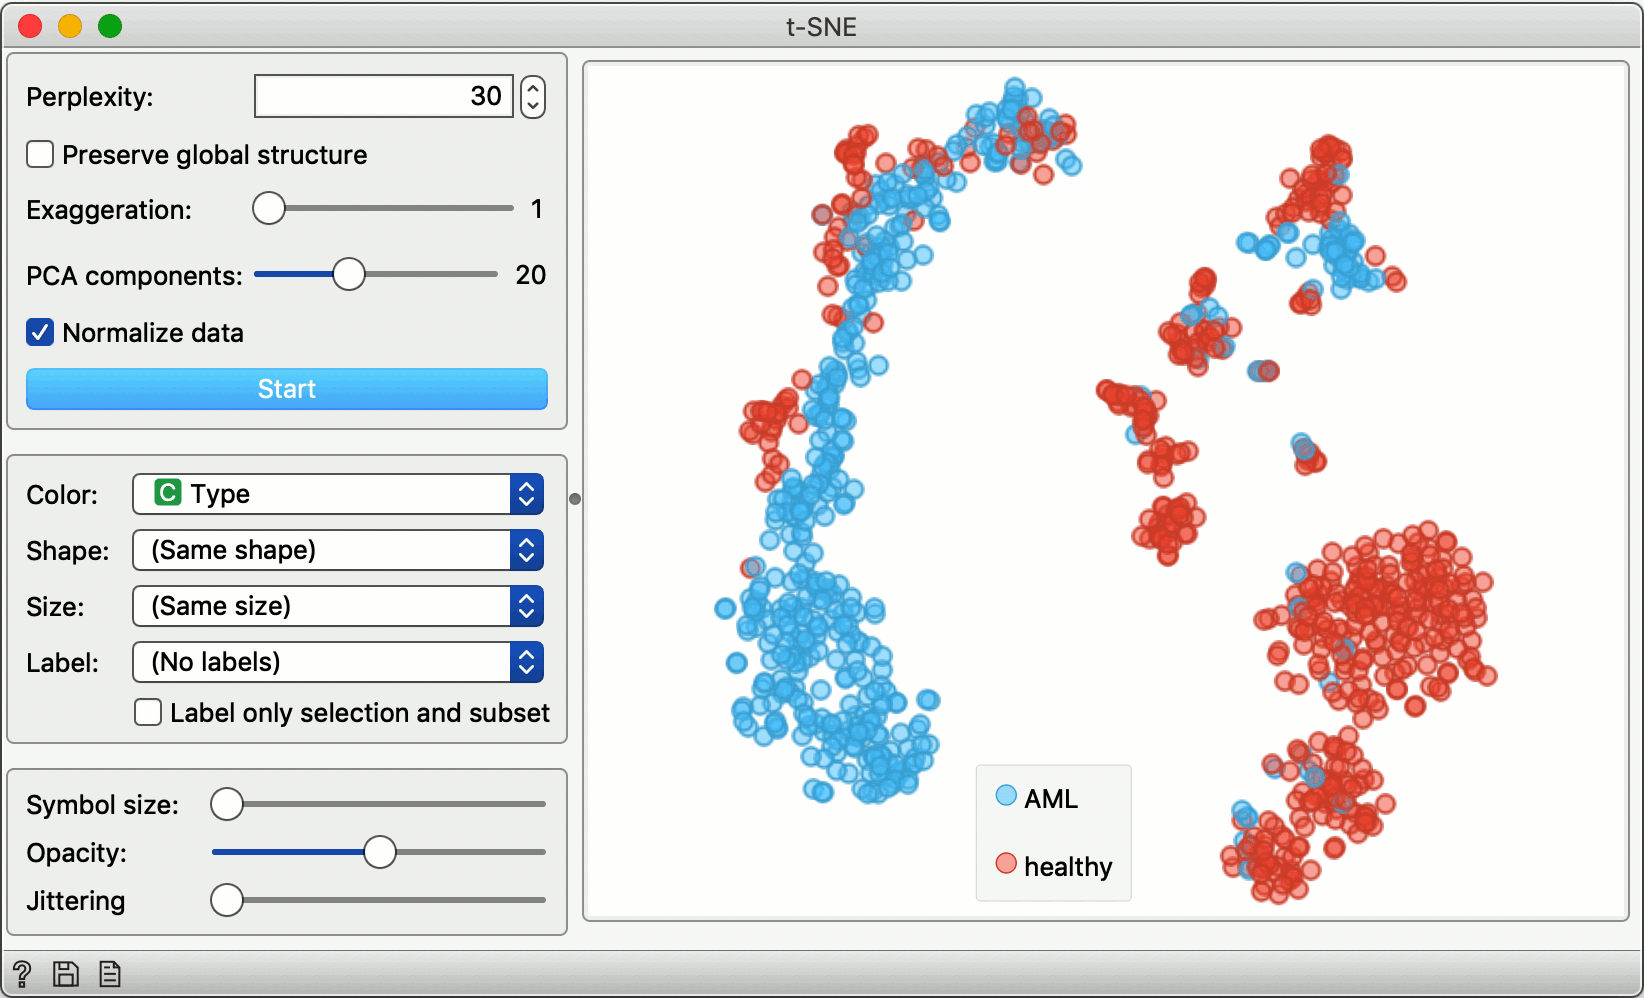 t-SNE
Perplexity: 30
Preserve global structure
Exaggeration: 1
PCA components: 20
Normalize data
Start
Color: C Type
Shape: (Same shape)
Size: (Same size)
Label: (No labels)
Label only selection and subset
Symbol size:
Opacity:
Jittering
AML
healthy
?